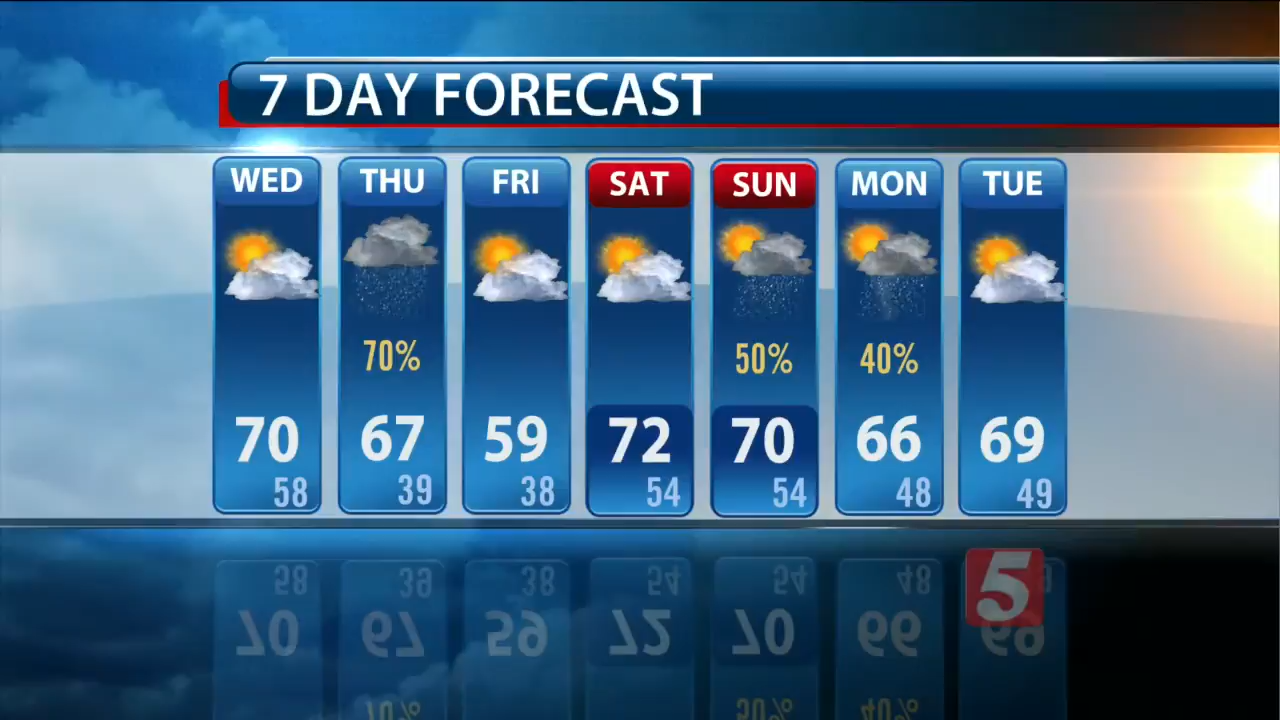 7 DAY FORECAST
WED THU FRI SAT SUN MON TUE
70% 50% 40%
70 67 59 72 70 66 69
58 39 38 54 54 48 49
5